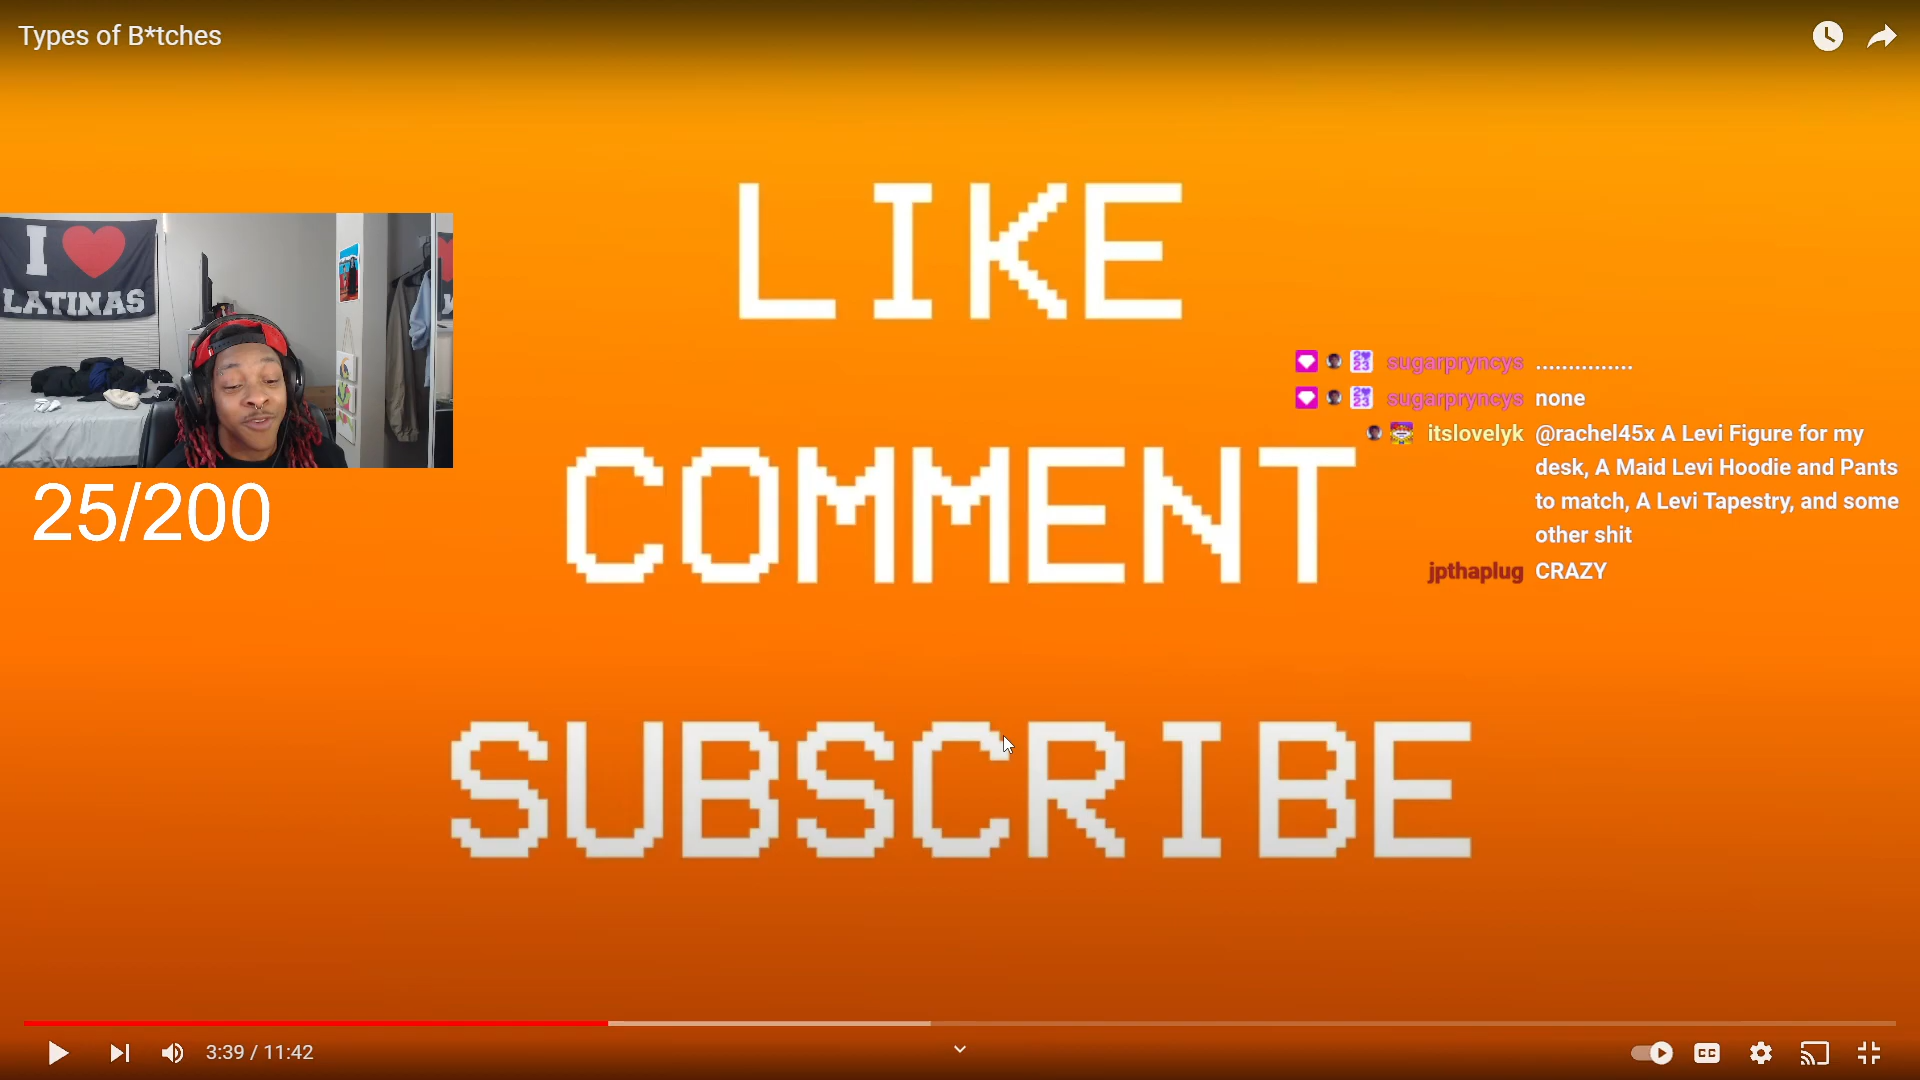 Types of B*tches
LIKE
I ❤ LATINAS
sugarpryncys ...............
sugarpryncys none
itslovelyk @rachel45x A Levi Figure for my
desk, A Maid Levi Hoodie and Pants
to match, A Levi Tapestry, and some
other shit
jpthaplug CRAZY
25/200
COMMENT
SUBSCRIBE
3:39 / 11:42
CC